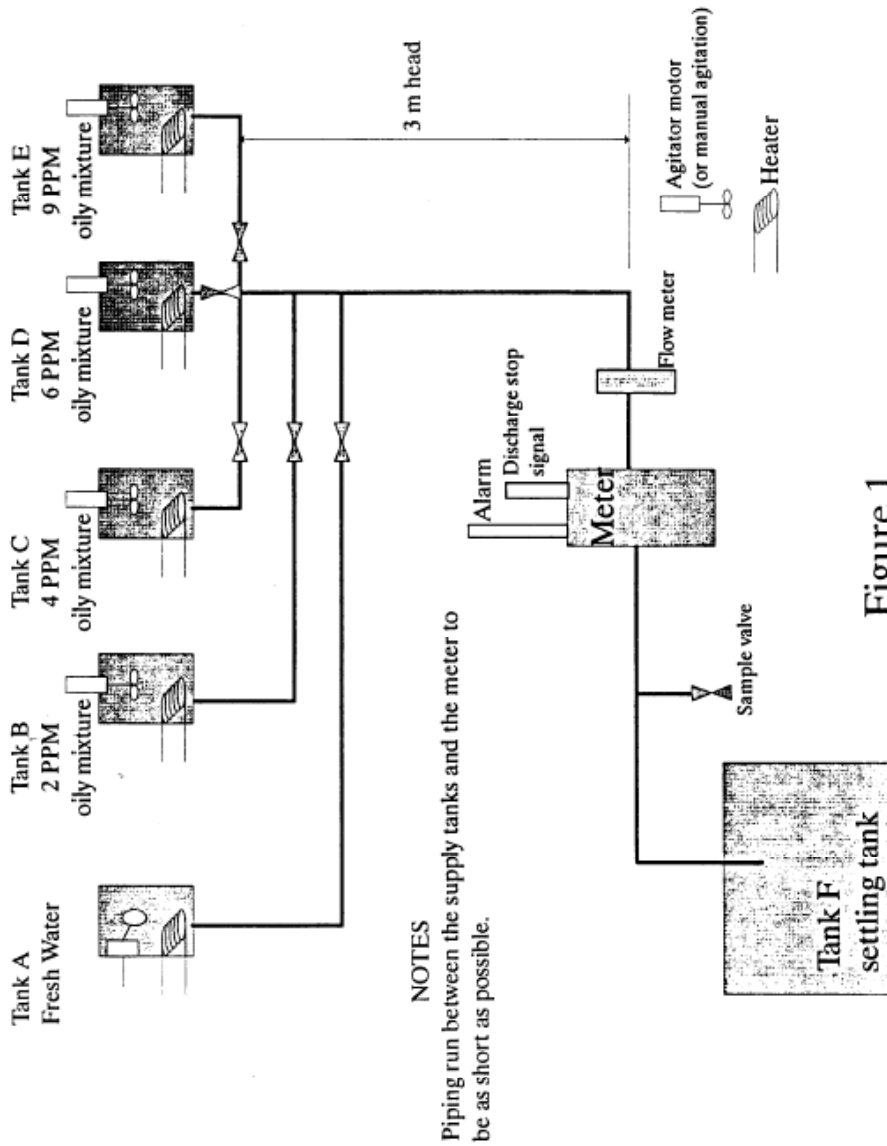 Tank A
Fresh Water
Tank B
2 PPM
oily mixture
Tank C
4 PPM
oily mixture
Tank D
6 PPM
oily mixture
Tank E
9 PPM
oily mixture
3 m head
NOTES
Piping run between the supply tanks and the meter to
be as short as possible.
Alarm
Discharge stop
signal
Meter
Flow meter
Agitator motor
(or manual agitation)
Heater
Sample valve
Tank F
settling tank
Figure 1